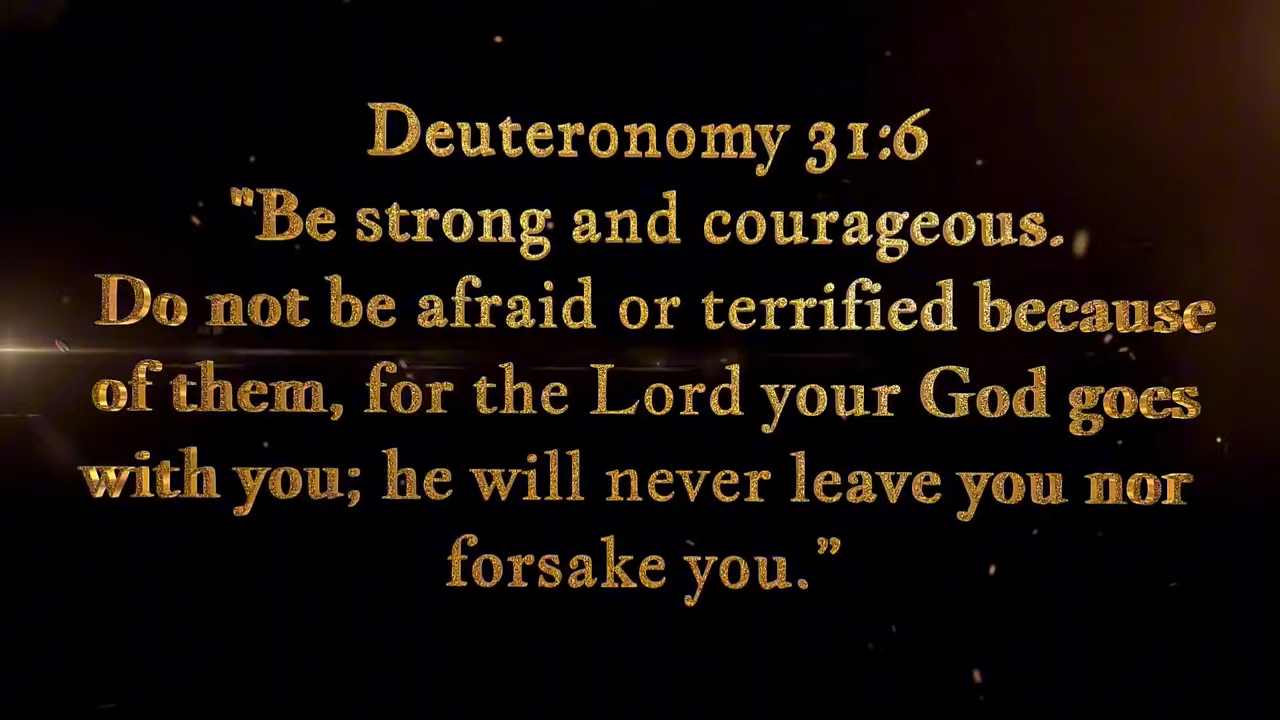 Deuteronomy 31:6
"Be strong and courageous.
Do not be afraid or terrified because
of them, for the Lord your God goes
with you; he will never leave you nor
forsake you.”